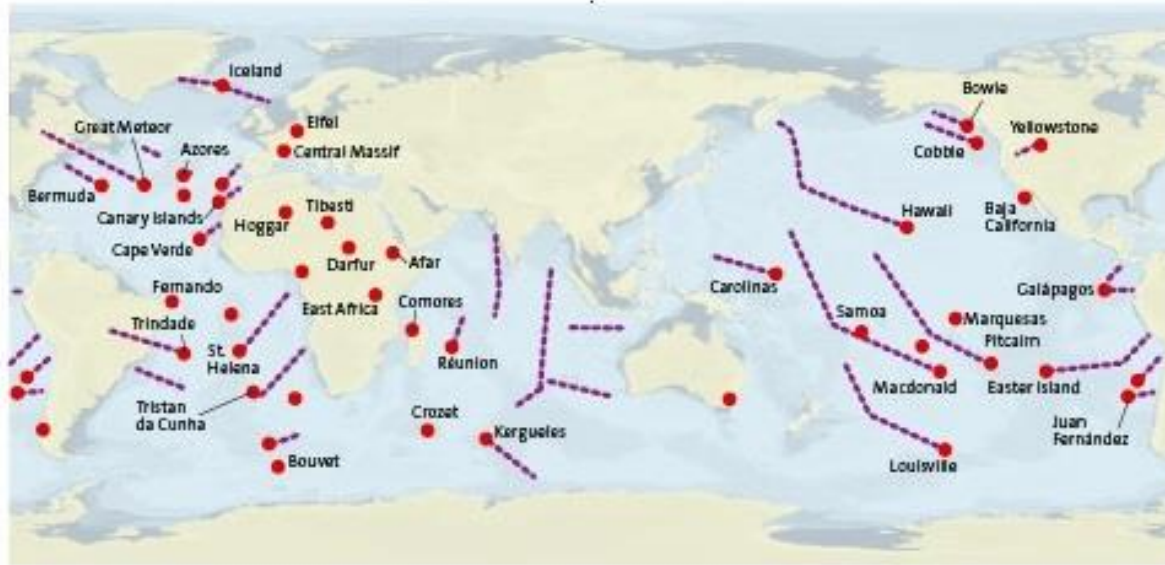 Iceland
Bowie
Great Meteor
Eifel
Yellowstone
Azores
Central Massif
Cobble
Bermuda
Canary Islands
Tibesti
Hoggar
Hawaii
Baja
California
Cape Verde
Darfur
Afar
Fernando
East Africa
Comores
Carolinas
Galápagos
Trindade
Samoa
Marquesas
St.
Helena
Réunion
Pitcairn
Macdonald
Easter Island
Tristan
da Cunha
Crozet
Juan
Fernández
Kergueles
Bouvet
Louisville